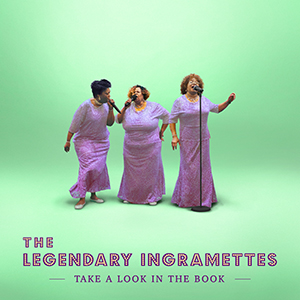 THE
LEGENDARY INGRAMETTES
TAKE A LOOK IN THE BOOK